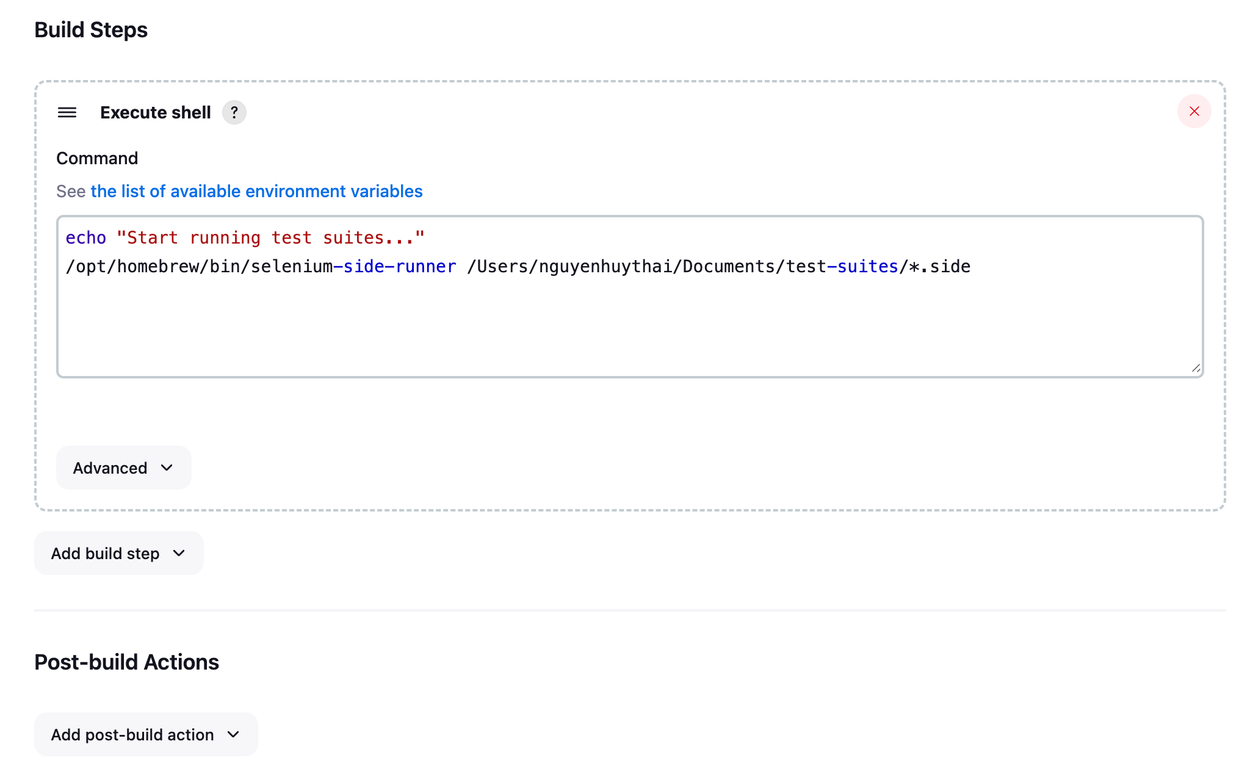 Build Steps
Execute shell ?
Command
See the list of available environment variables
echo "Start running test suites..."
/opt/homebrew/bin/selenium-side-runner /Users/nguyenhuythai/Documents/test-suites/*.side
Advanced
Add build step
Post-build Actions
Add post-build action